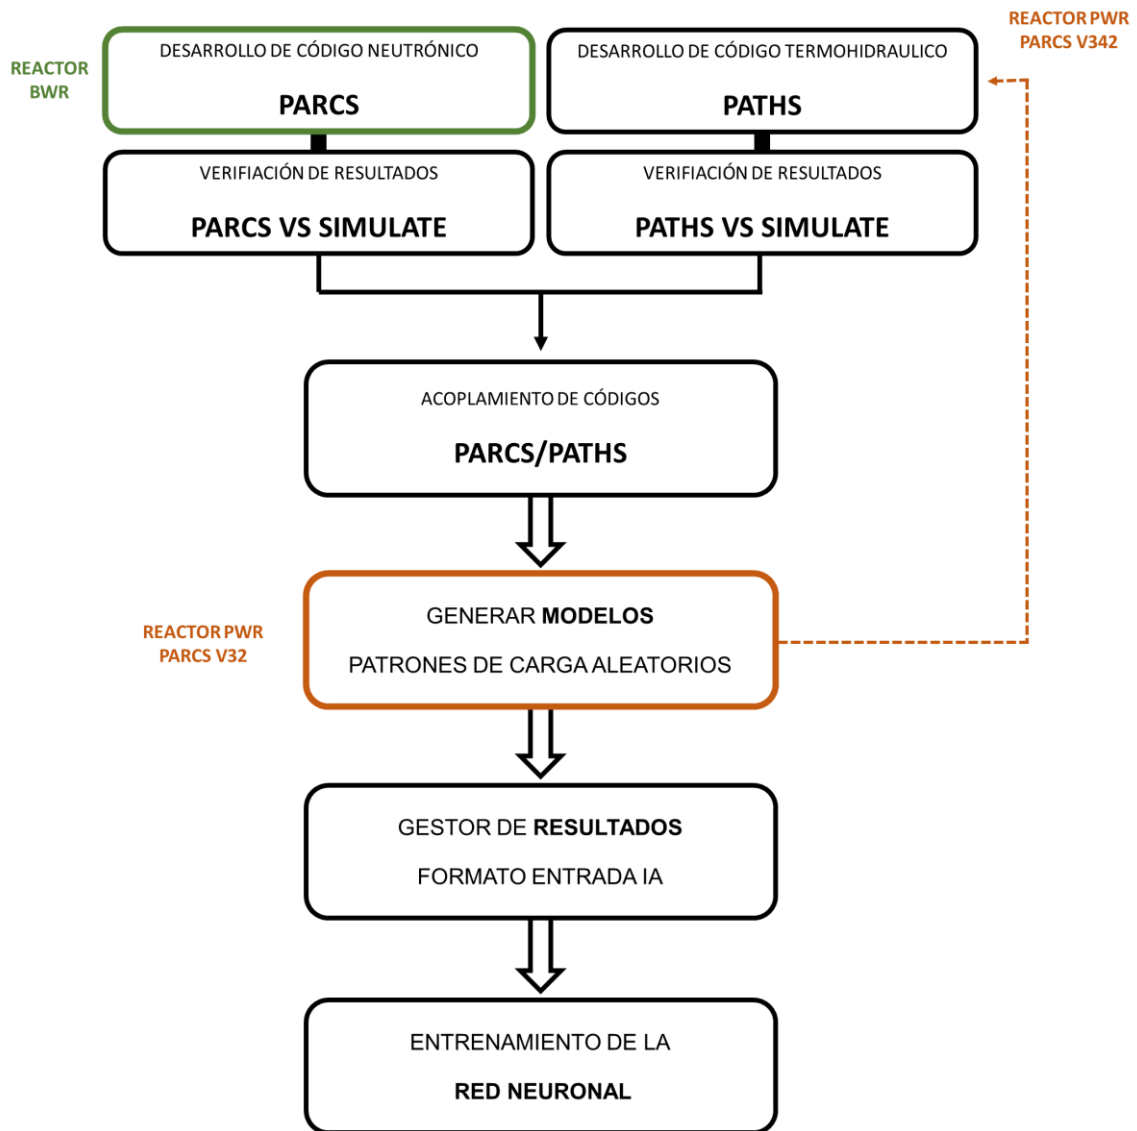 REACTOR PWR
PARCS V342
REACTOR
BWR
DESARROLLO DE CÓDIGO NEUTRÓNICO
PARCS
DESARROLLO DE CÓDIGO TERMOHIDRAULICO
PATHS
VERIFIACIÓN DE RESULTADOS
PARCS VS SIMULATE
VERIFIACIÓN DE RESULTADOS
PATHS VS SIMULATE
ACOPLAMIENTO DE CÓDIGOS
PARCS/PATHS
REACTOR PWR
PARCS V32
GENERAR MODELOS
PATRONES DE CARGA ALEATORIOS
GESTOR DE RESULTADOS
FORMATO ENTRADA IA
ENTRENAMIENTO DE LA
RED NEURONAL